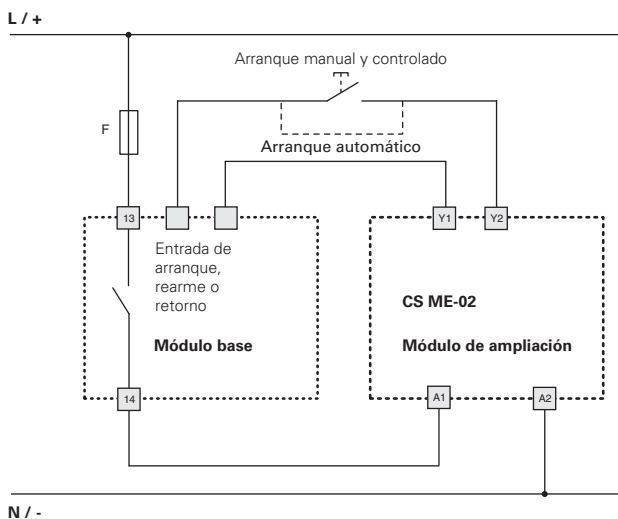 L / +
Arranque manual y controlado
F
Arranque automático
13
Y1
Y2
Entrada de
arranque,
rearme o
retorno
CS ME-02
Módulo base
Módulo de ampliación
14
A1
A2
N / -